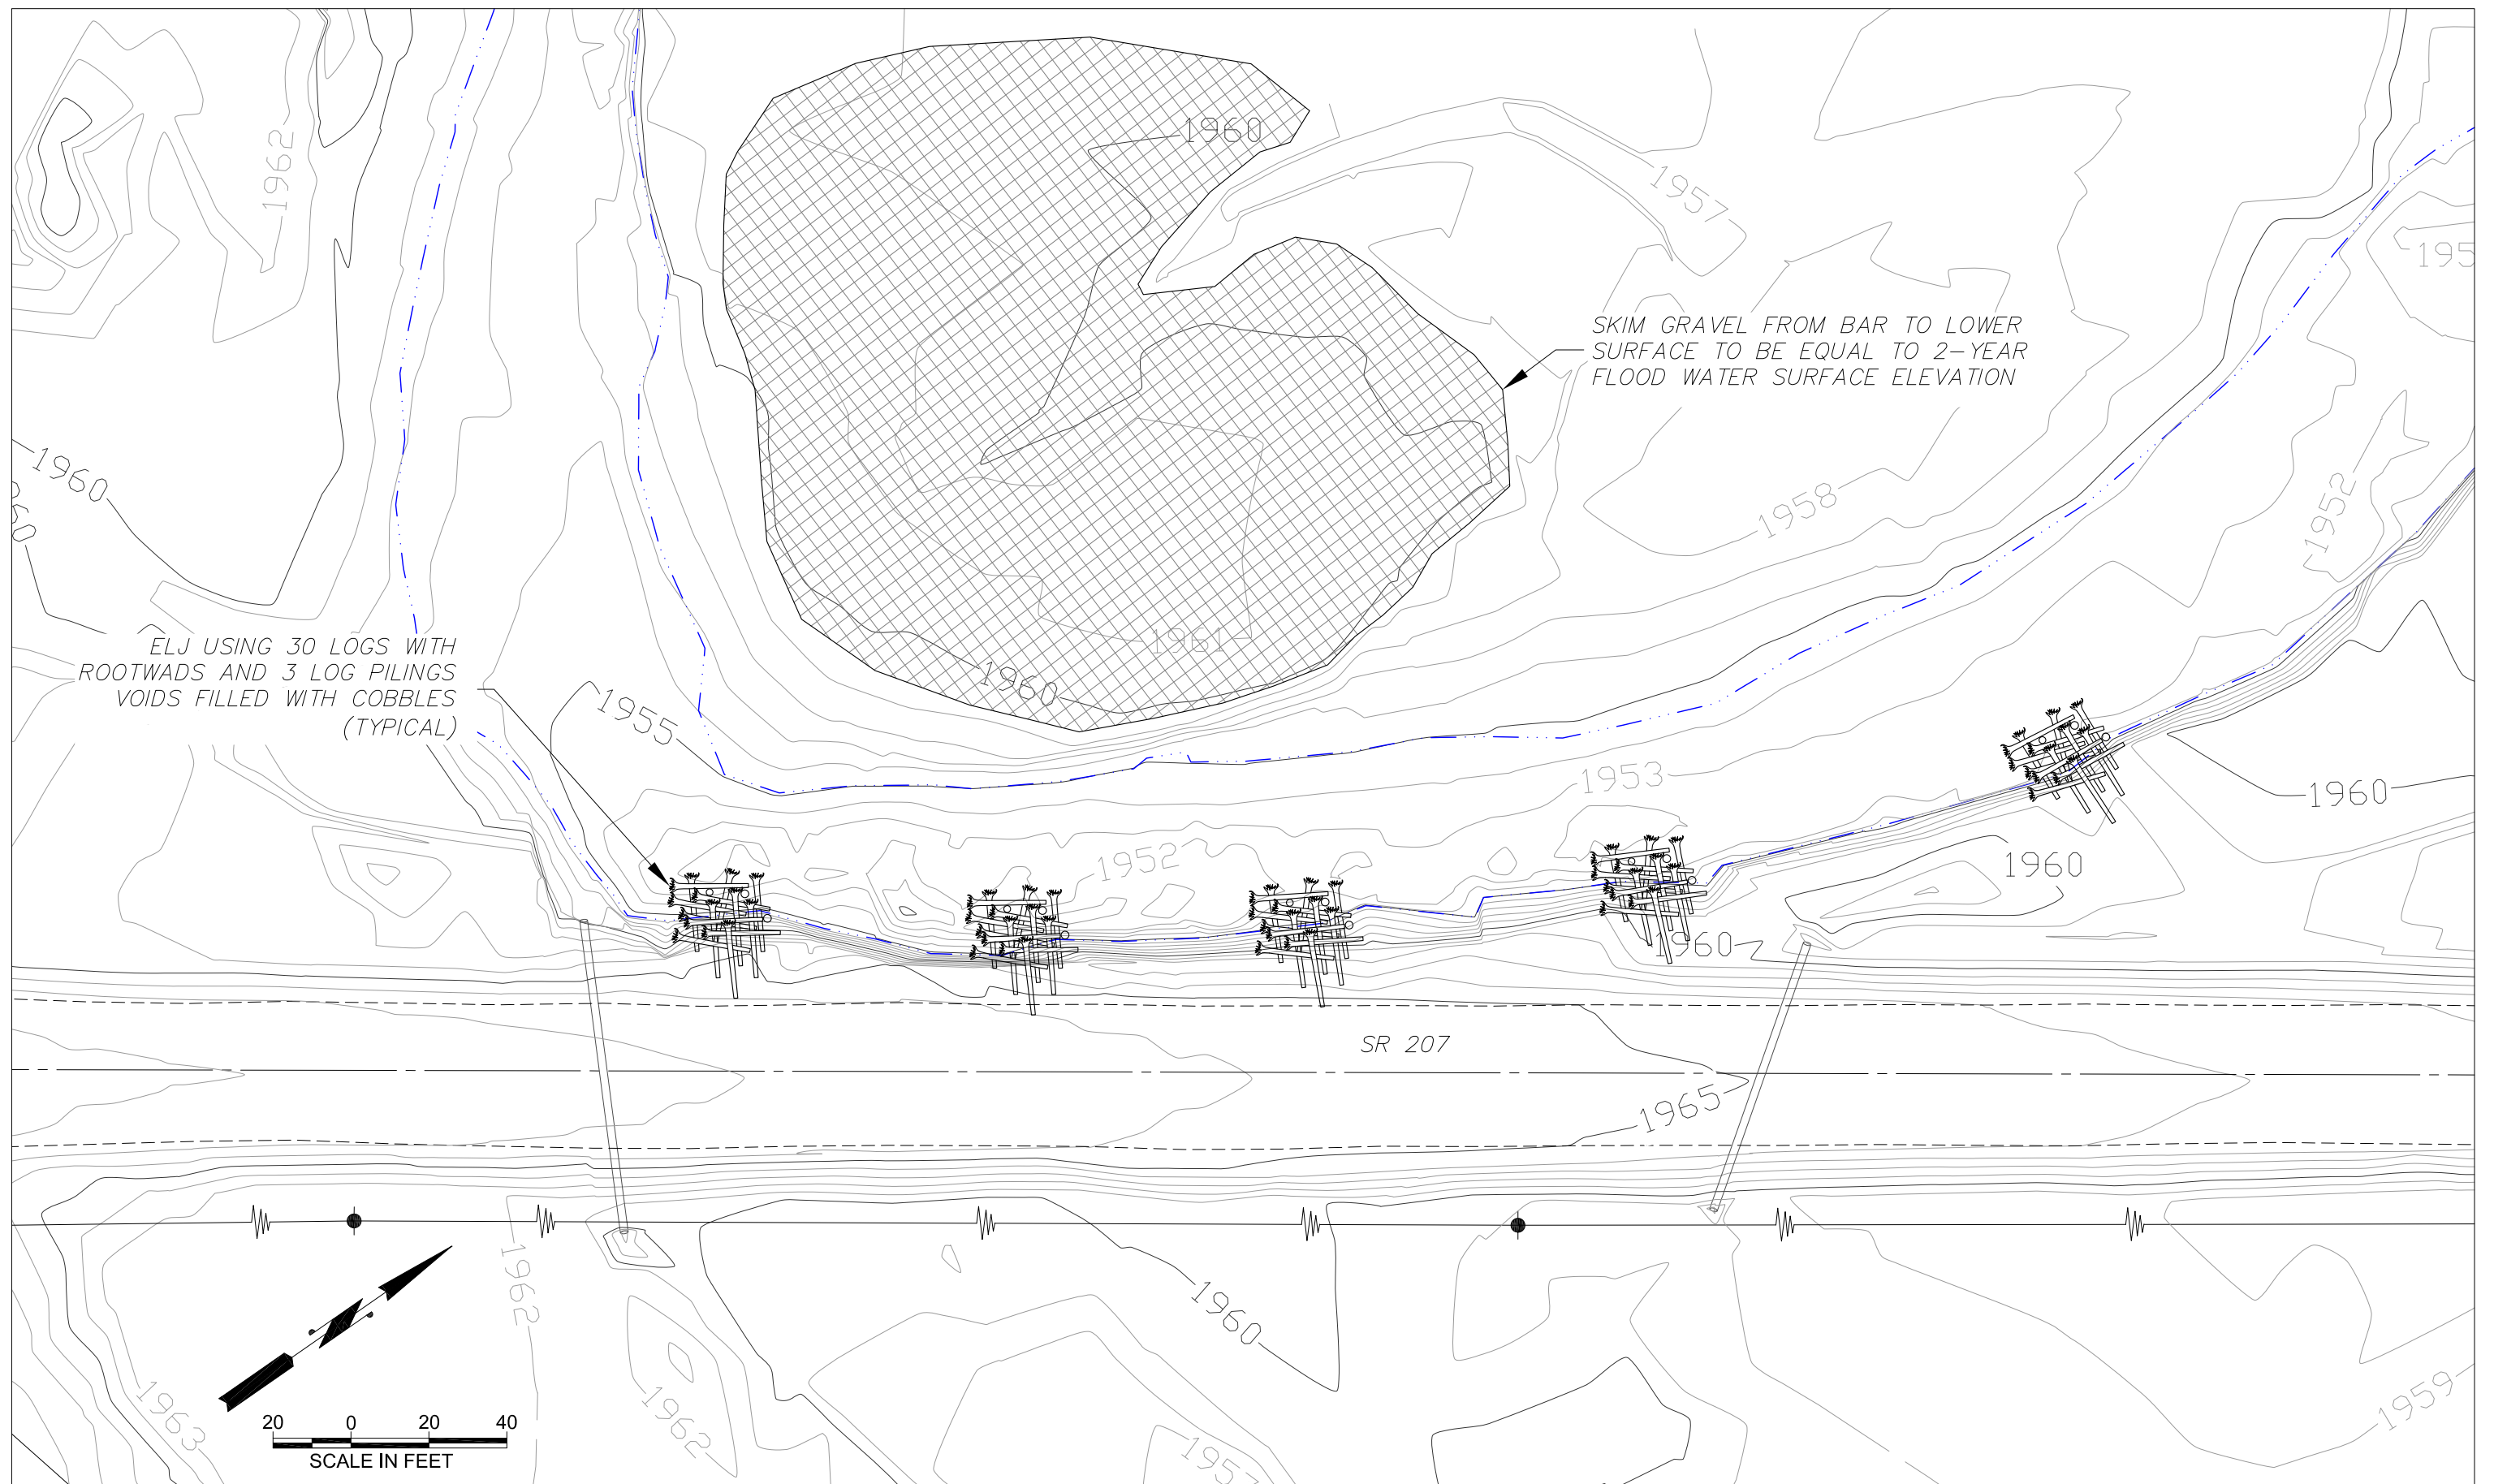 1960
1962
1957
195
SKIM GRAVEL FROM BAR TO LOWER
SURFACE TO BE EQUAL TO 2-YEAR
FLOOD WATER SURFACE ELEVATION
1960
60
1958
1952
ELJ USING 30 LOGS WITH
ROOTWADS AND 3 LOG PILINGS
VOIDS FILLED WITH COBBLES
(TYPICAL)
1961
1960
1955
1953
1960
1952
1960
1960
SR 207
1965
1962
1960
1963
1962
1957
1959
20 0 20 40
SCALE IN FEET